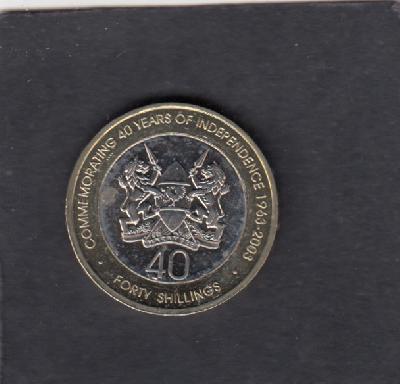 COMMEMORATING 40 YEARS OF INDEPENDENCE 1963-2003
40
FORTY SHILLINGS